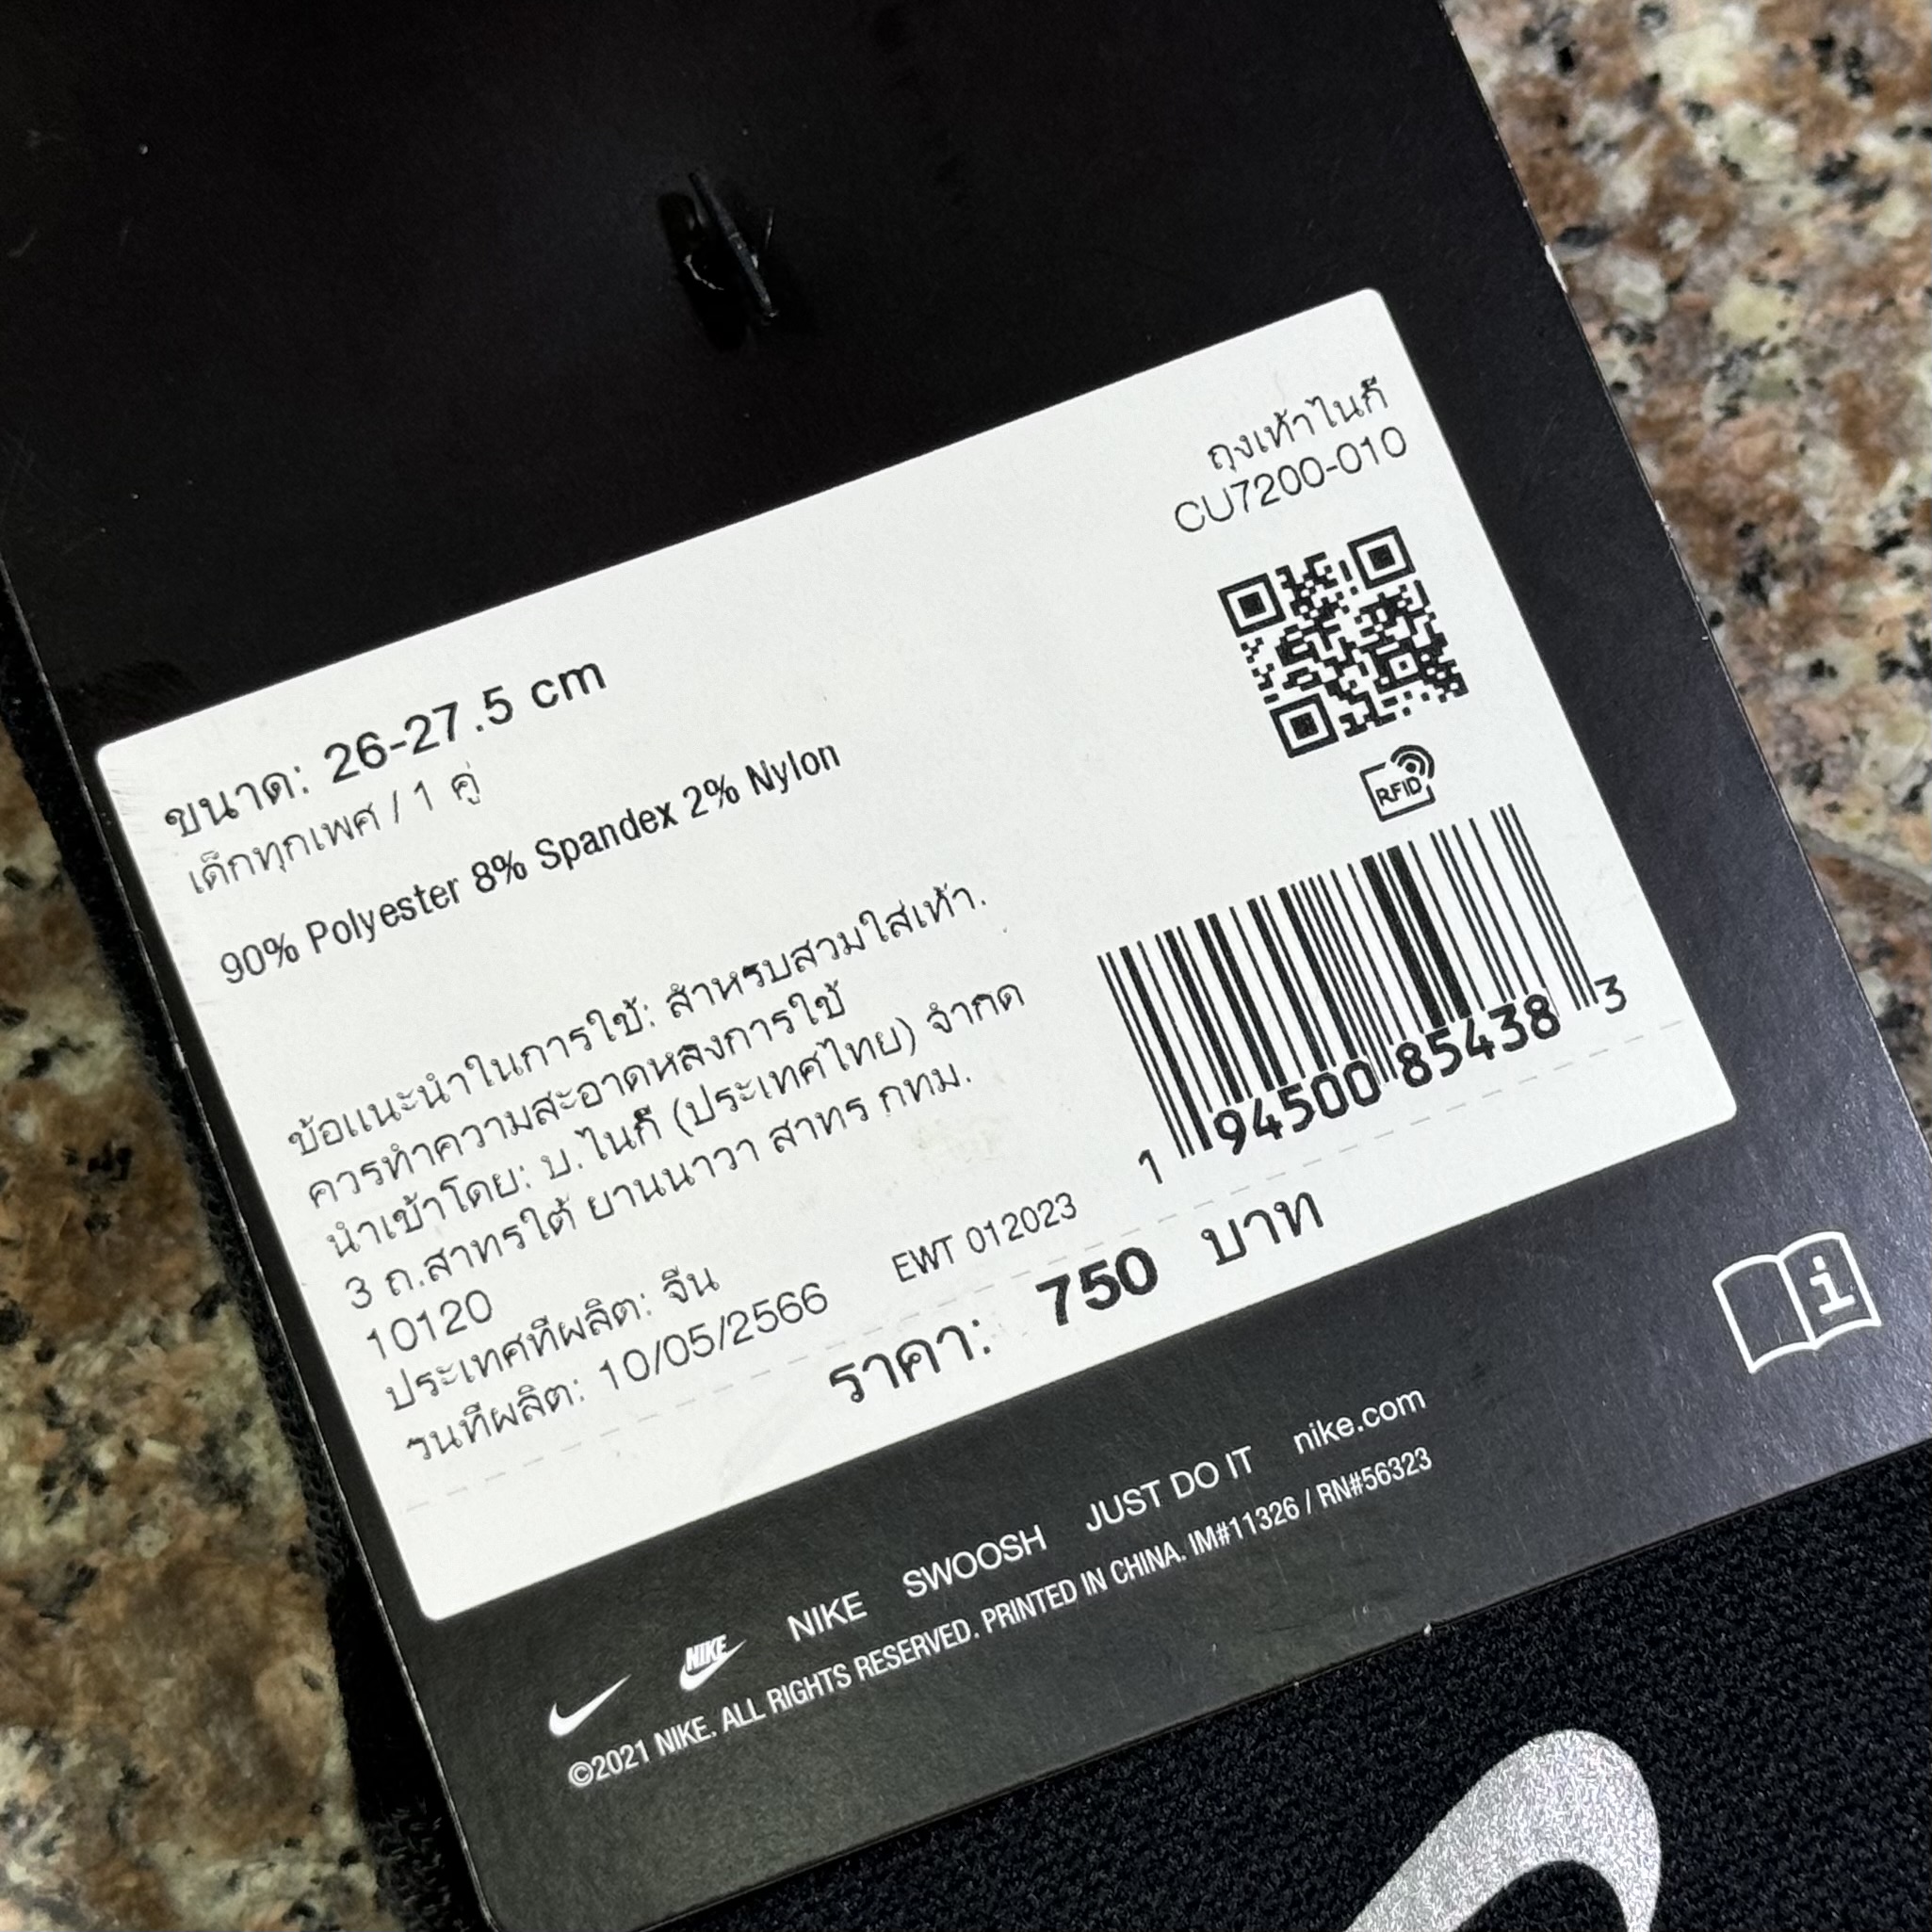 ถุงเท้าไนกี้
CU7200-010
RFID
ขนาด: 26-27.5 cm
เด็กทุกเพศ / 1 คู่
90% Polyester 8% Spandex 2% Nylon
ข้อแนะนำในการใช้: สำหรับสวมใส่เท้า.
ควรทำความสะอาดหลังการใช้
นำเข้าโดย: บ.ไนกี้ (ประเทศไทย) จำกัด
3 ถ.สาทรใต้ ยานนาวา สาทร กทม.
10120
ประเทศที่ผลิต: จีน
วันที่ผลิต: 10/05/2566
EWT 012023
1 94500 85438 3
ราคา: 750 บาท
i
NIKE NIKE SWOOSH JUST DO IT nike.com
©2021 NIKE. ALL RIGHTS RESERVED. PRINTED IN CHINA. IM#11326 / RN#56323